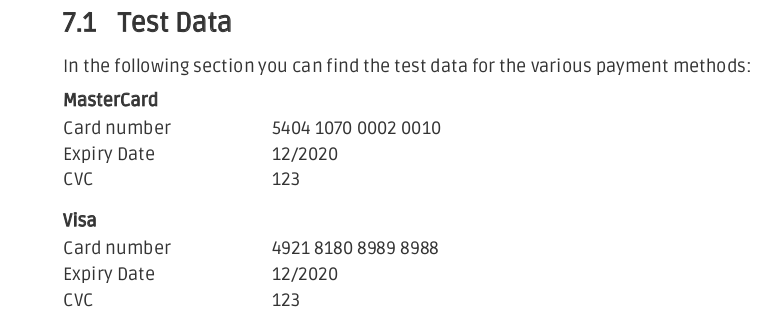 7.1 Test Data
In the following section you can find the test data for the various payment methods:
MasterCard
Card number 5404 1070 0002 0010
Expiry Date 12/2020
CVC 123
Visa
Card number 4921 8180 8989 8988
Expiry Date 12/2020
CVC 123